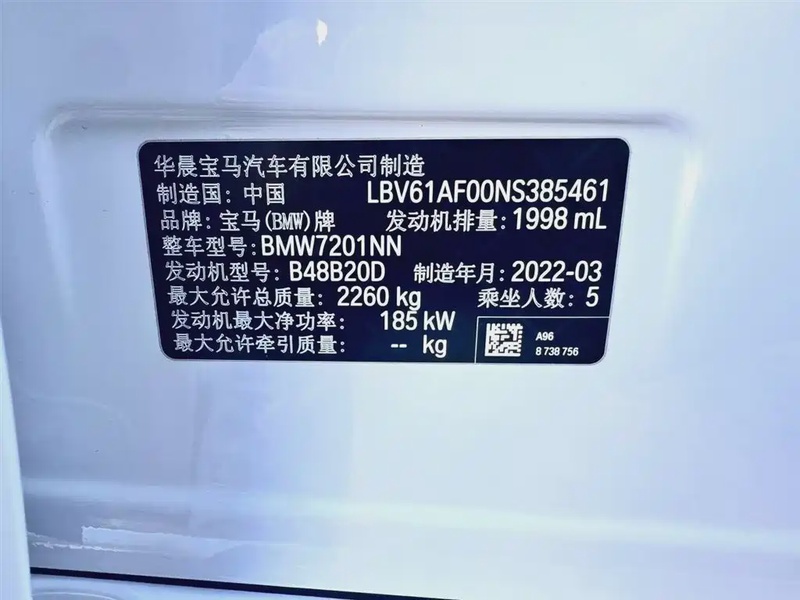 华晨宝马汽车有限公司制造
制造国: 中国 LBV61AF00NS385461
品牌: 宝马(BMW)牌 发动机排量: 1998 mL
整车型号: BMW7201NN
发动机型号: B48B20D 制造年月: 2022-03
最大允许总质量: 2260 kg 乘坐人数: 5
发动机最大净功率: 185 kW
最大允许牵引质量: -- kg
A96
8 738 756